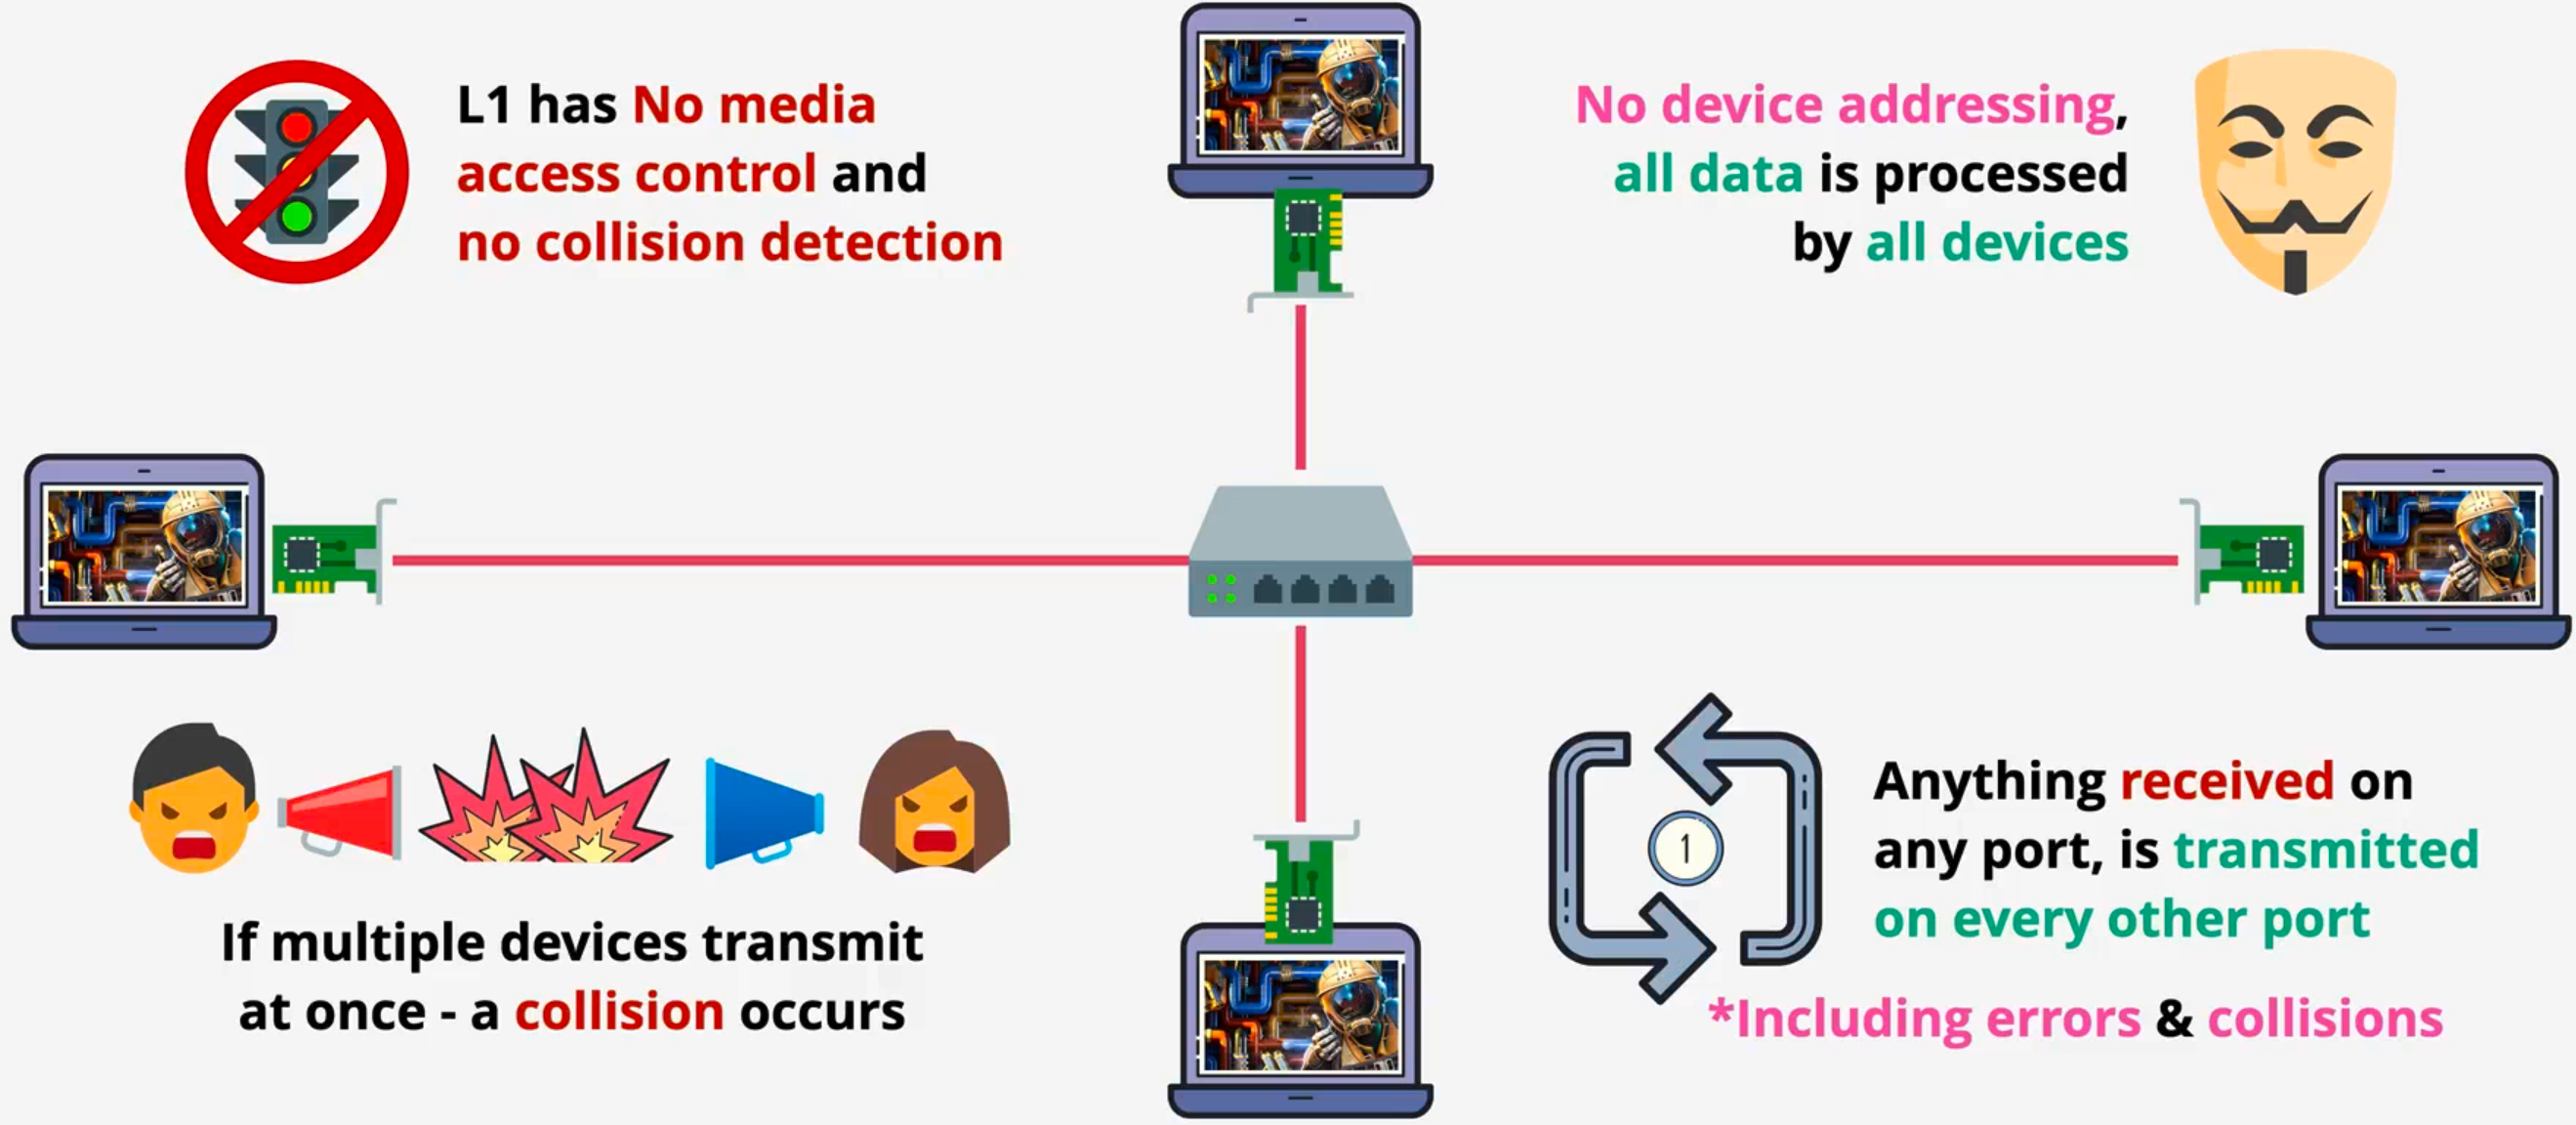 L1 has No media
access control and
no collision detection
No device addressing,
all data is processed
by all devices
If multiple devices transmit
at once - a collision occurs
1
Anything received on
any port, is transmitted
on every other port
*Including errors & collisions